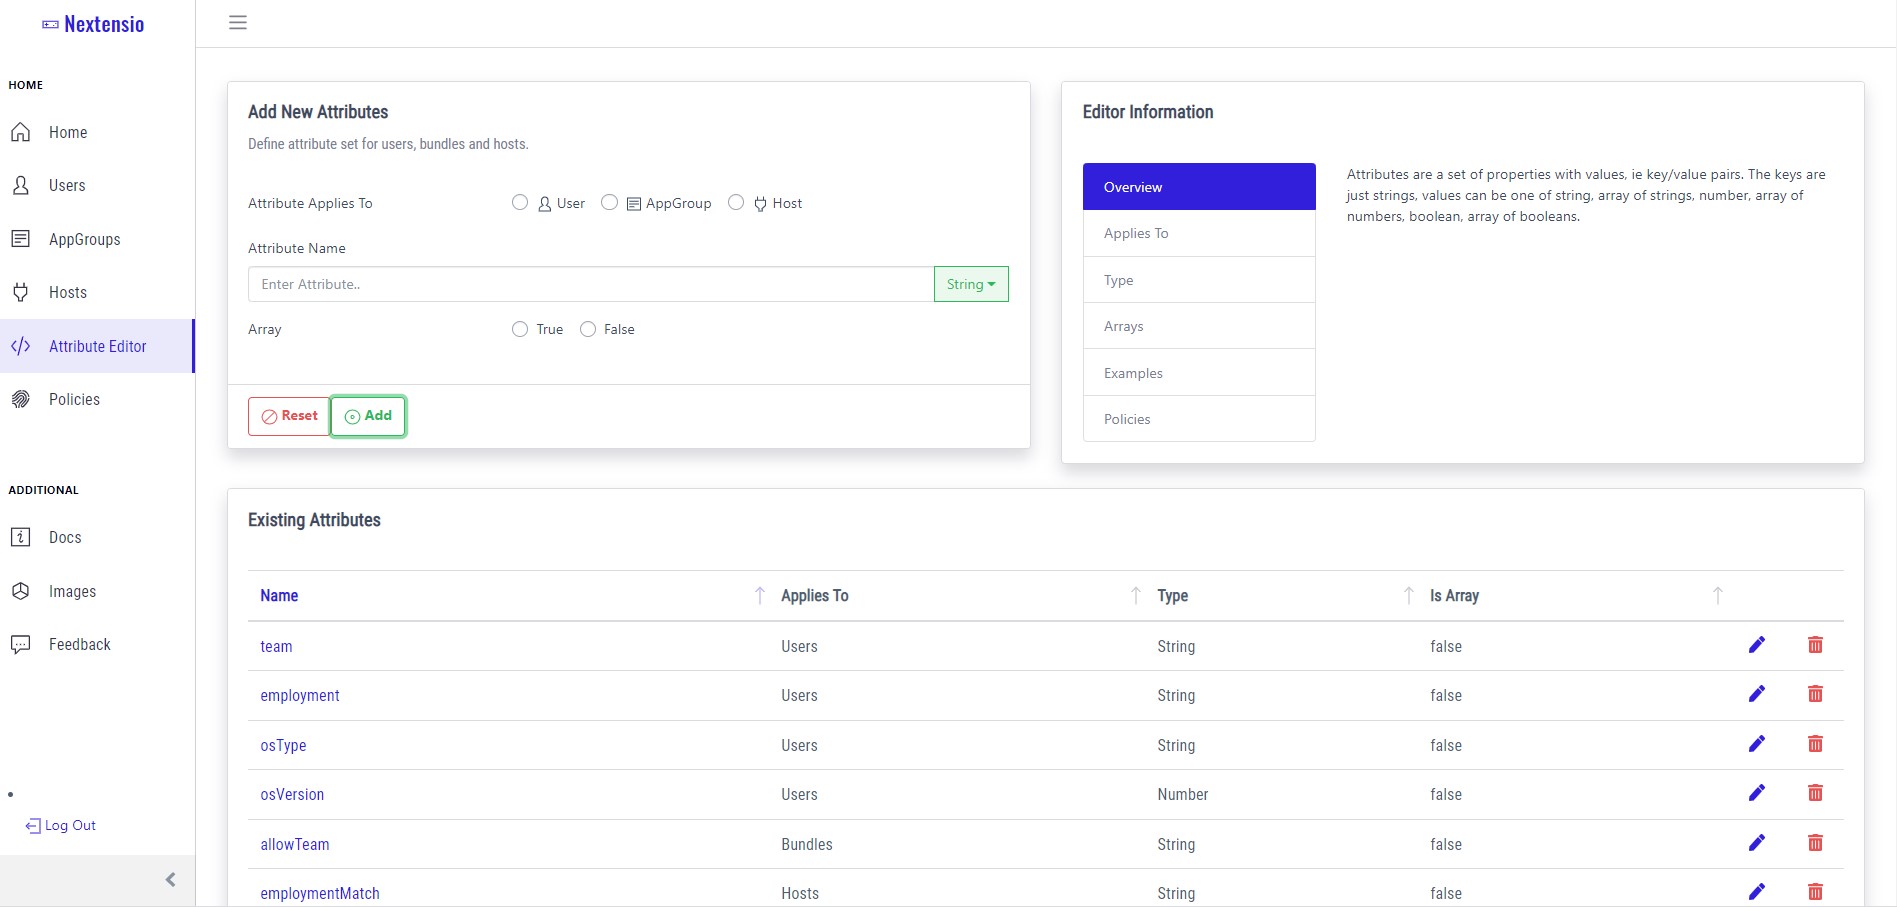 Nextensio
HOME
Home
Users
AppGroups
Hosts
Attribute Editor
Policies
ADDITIONAL
Docs
Images
Feedback
Log Out
Add New Attributes
Define attribute set for users, bundles and hosts.
Attribute Applies To User AppGroup Host
Attribute Name
Enter Attribute.. String
Array True False
Reset Add
Editor Information
Overview
Applies To
Type
Arrays
Examples
Policies
Attributes are a set of properties with values, ie key/value pairs. The keys are
just strings, values can be one of string, array of strings, number, array of
numbers, boolean, array of booleans.
Existing Attributes
Name Applies To Type Is Array
team Users String false
employment Users String false
osType Users String false
osVersion Users Number false
allowTeam Bundles String false
employmentMatch Hosts String false